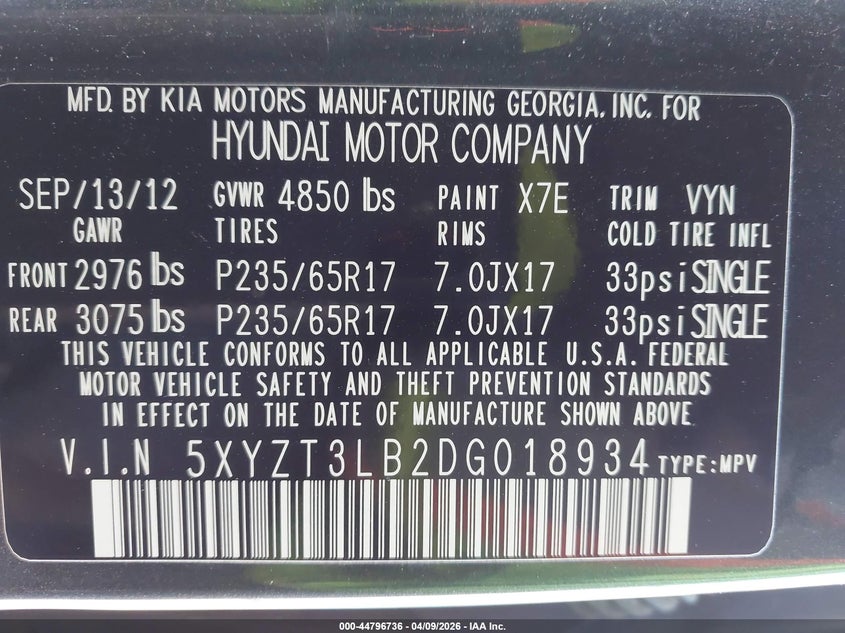 MFD. BY KIA MOTORS MANUFACTURING GEORGIA, INC. FOR
HYUNDAI MOTOR COMPANY
SEP/13/12 GVWR 4850 lbs PAINT X7E TRIM VYN
GAWR TIRES RIMS COLD TIRE INFL
FRONT 2976 lbs P235/65R17 7.0JX17 33psi SINGLE
REAR 3075 lbs P235/65R17 7.0JX17 33psi SINGLE
THIS VEHICLE CONFORMS TO ALL APPLICABLE U.S.A. FEDERAL
MOTOR VEHICLE SAFETY AND THEFT PREVENTION STANDARDS
IN EFFECT ON THE DATE OF MANUFACTURE SHOWN ABOVE
V.I.N 5XYZT3LB2DG018934 TYPE:MPV
000-44796736 - 04/09/2026 - IAA Inc.